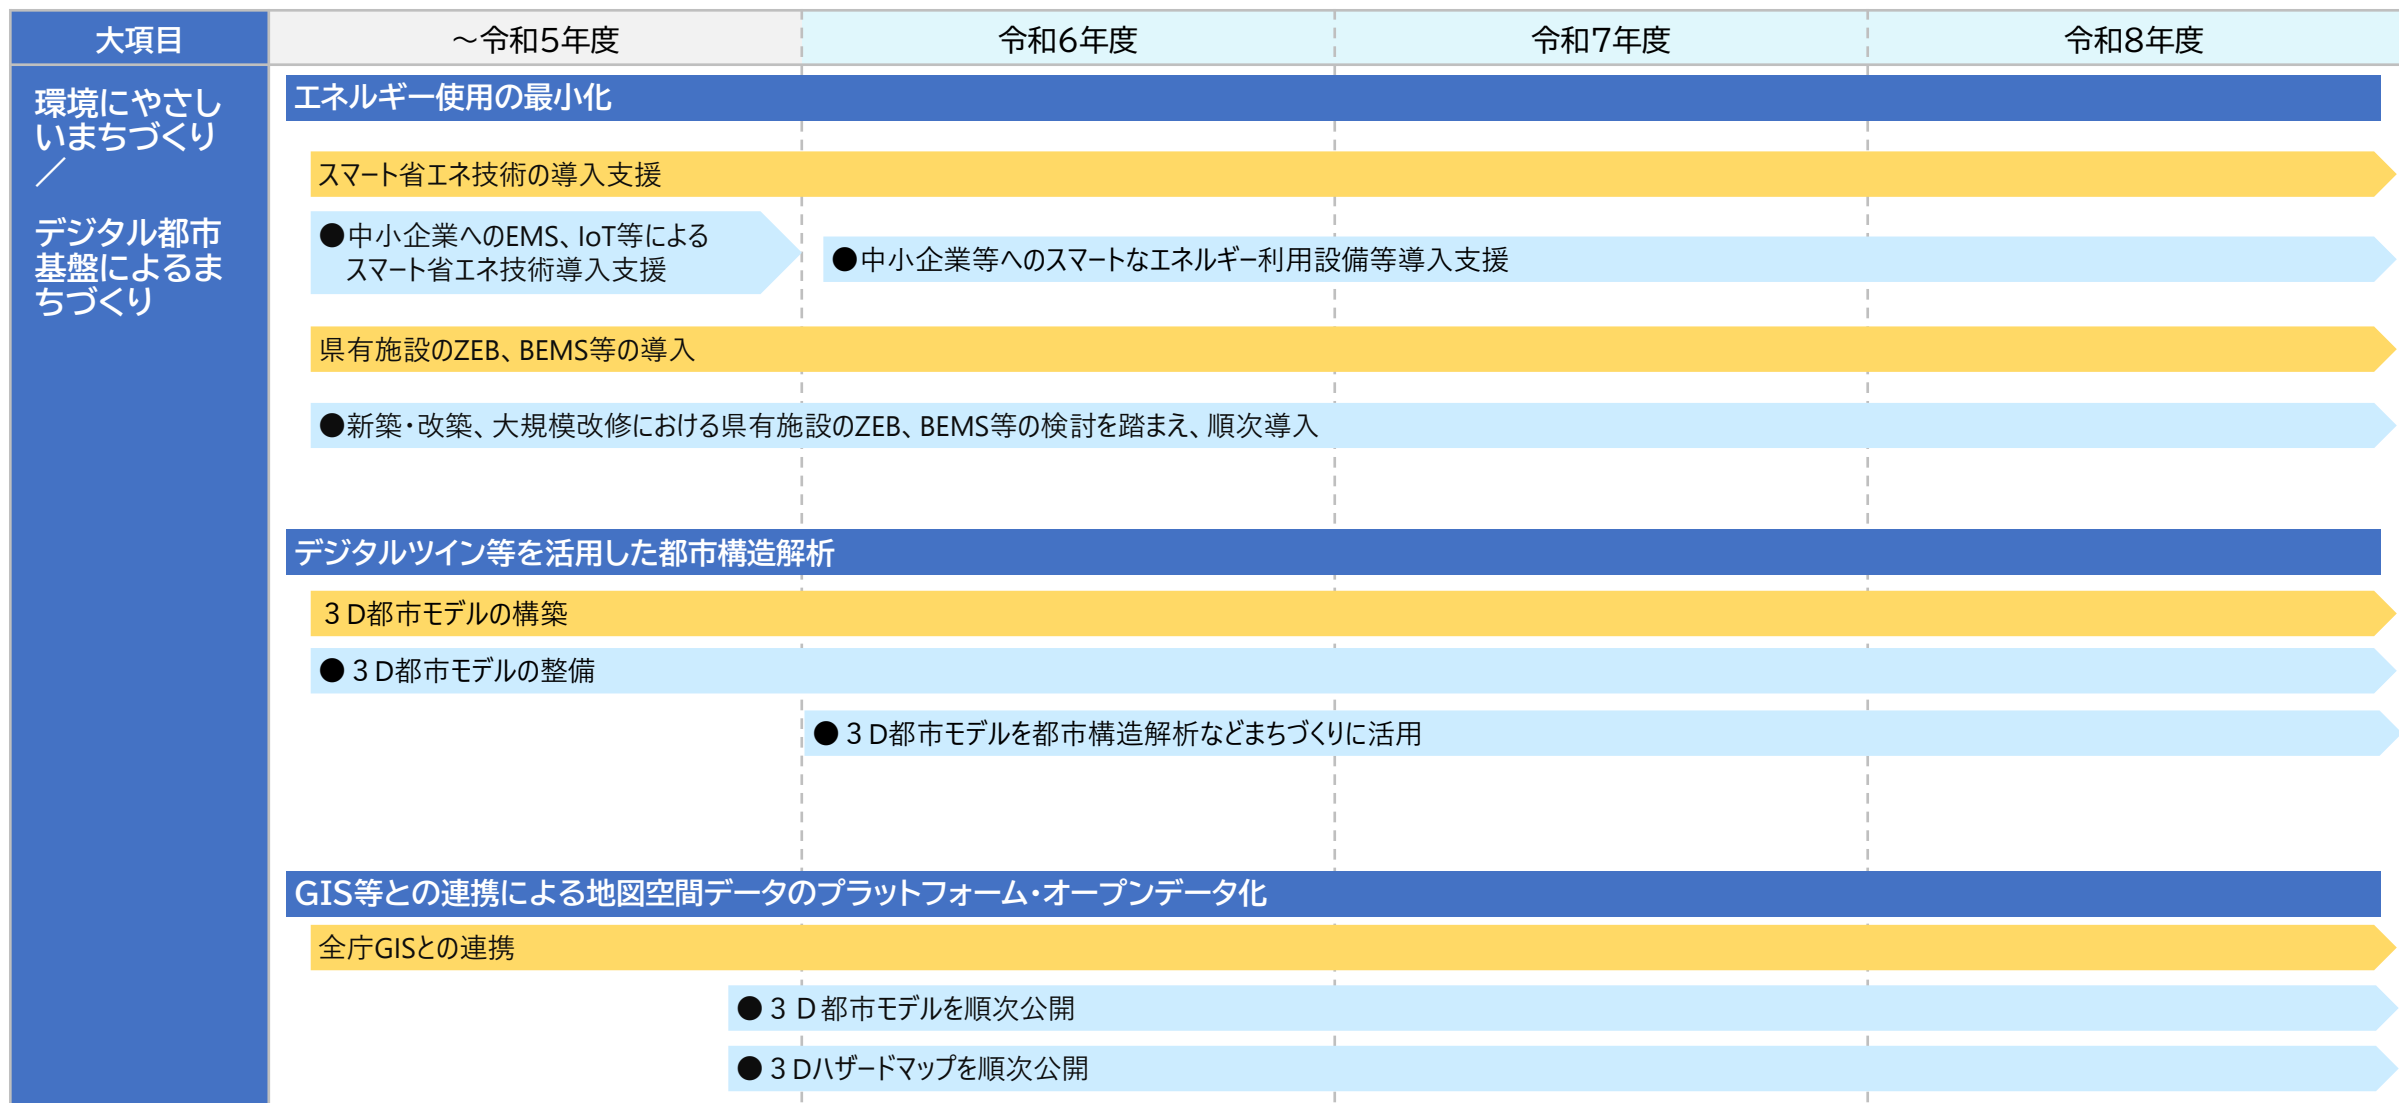 大項目
～令和5年度
令和6年度
令和7年度
令和8年度
環境にやさし
いまちづくり
／
デジタル都市
基盤によるま
ちづくり
エネルギー使用の最小化
スマート省エネ技術の導入支援
●中小企業へのEMS、IoT等による
スマート省エネ技術導入支援
●中小企業等へのスマートなエネルギー利用設備等導入支援
県有施設のZEB、BEMS等の導入
●新築・改築、大規模改修における県有施設のZEB、BEMS等の検討を踏まえ、順次導入
デジタルツイン等を活用した都市構造解析
３D都市モデルの構築
●３D都市モデルの整備
●３D都市モデルを都市構造解析などまちづくりに活用
GIS等との連携による地図空間データのプラットフォーム・オープンデータ化
全庁GISとの連携
●３Ｄ都市モデルを順次公開
●３Dハザードマップを順次公開